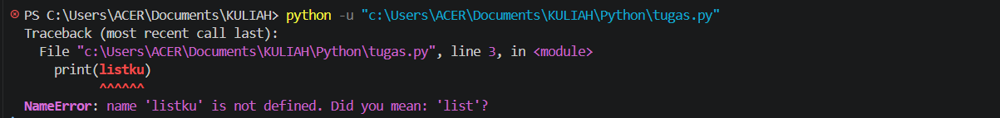 PS C:\Users\ACER\Documents\KULIAH> python -u "c:\Users\ACER\Documents\KULIAH\Python\tugas.py"
Traceback (most recent call last):
  File "c:\Users\ACER\Documents\KULIAH\Python\tugas.py", line 3, in <module>
    print(listku)
          ^^^^^^
NameError: name 'listku' is not defined. Did you mean: 'list'?